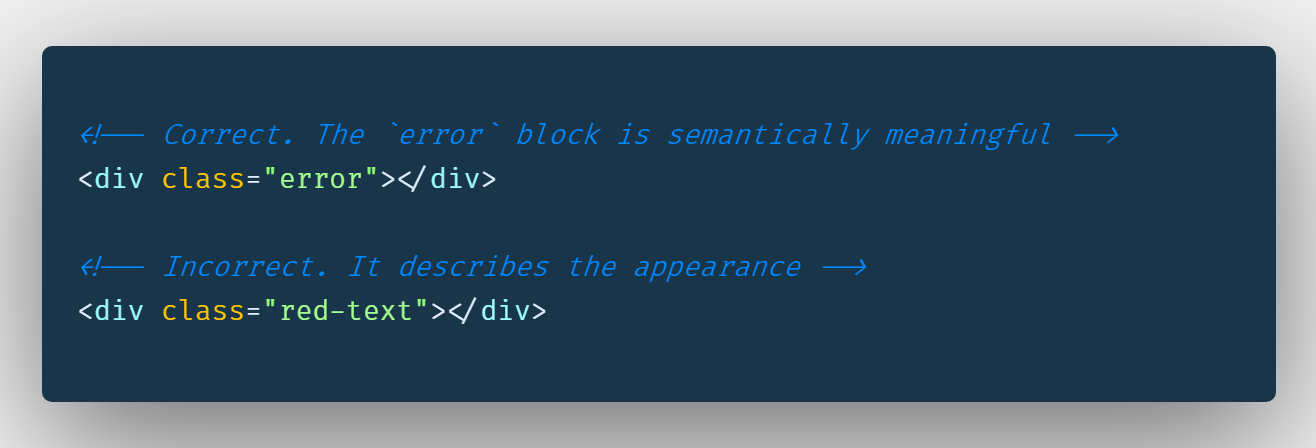 <!-- Correct. The `error` block is semantically meaningful -->
<div class="error"></div>
<!-- Incorrect. It describes the appearance -->
<div class="red-text"></div>